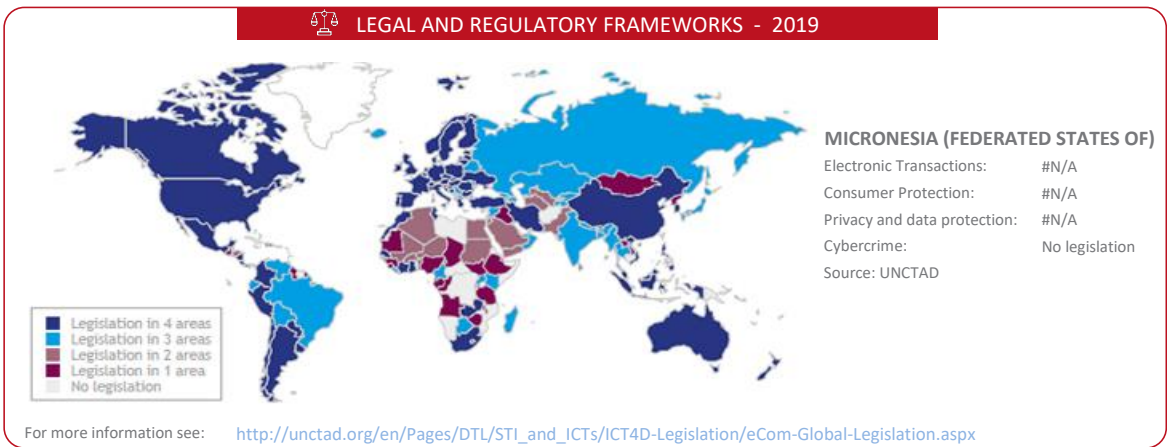 LEGAL AND REGULATORY FRAMEWORKS - 2019
MICRONESIA (FEDERATED STATES OF)
Electronic Transactions: #N/A
Consumer Protection: #N/A
Privacy and data protection: #N/A
Cybercrime: No legislation
Source: UNCTAD
Legislation in 4 areas
Legislation in 3 areas
Legislation in 2 areas
Legislation in 1 area
No legislation
For more information see: http://unctad.org/en/Pages/DTL/STI_and_ICTs/ICT4D-Legislation/eCom-Global-Legislation.aspx